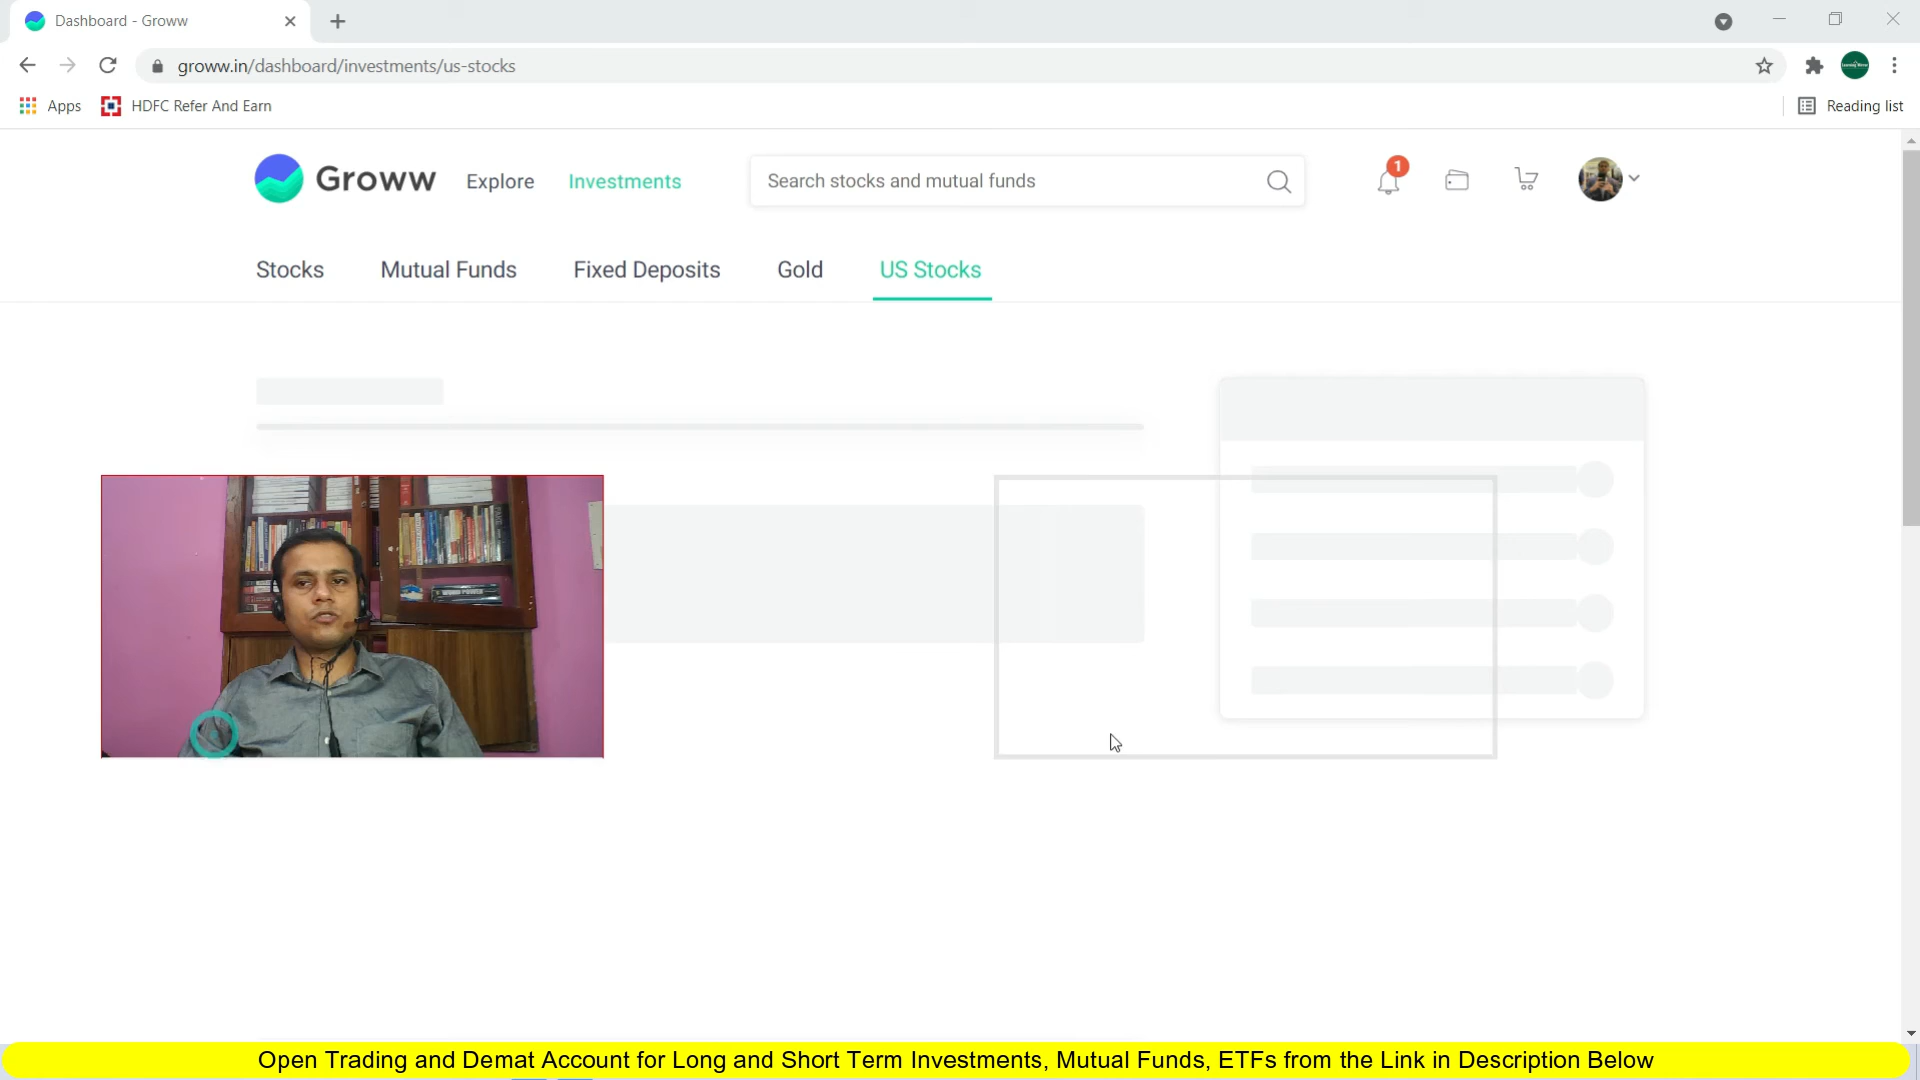 Dashboard - Groww
groww.in/dashboard/investments/us-stocks
Apps
HDFC Refer And Earn
Reading list
Groww
Explore
Investments
Search stocks and mutual funds
1
Stocks
Mutual Funds
Fixed Deposits
Gold
US Stocks
Open Trading and Demat Account for Long and Short Term Investments, Mutual Funds, ETFs from the Link in Description Below